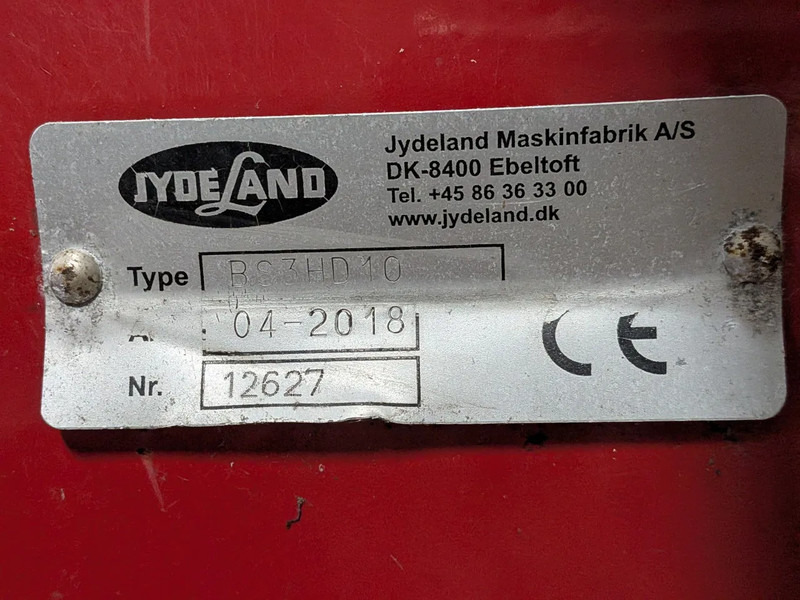 JYDELAND
Jydeland Maskinfabrik A/S
DK-8400 Ebeltoft
Tel. +45 86 36 33 00
www.jydeland.dk
Type BS3HD10
04-2018
Nr. 12627
CE